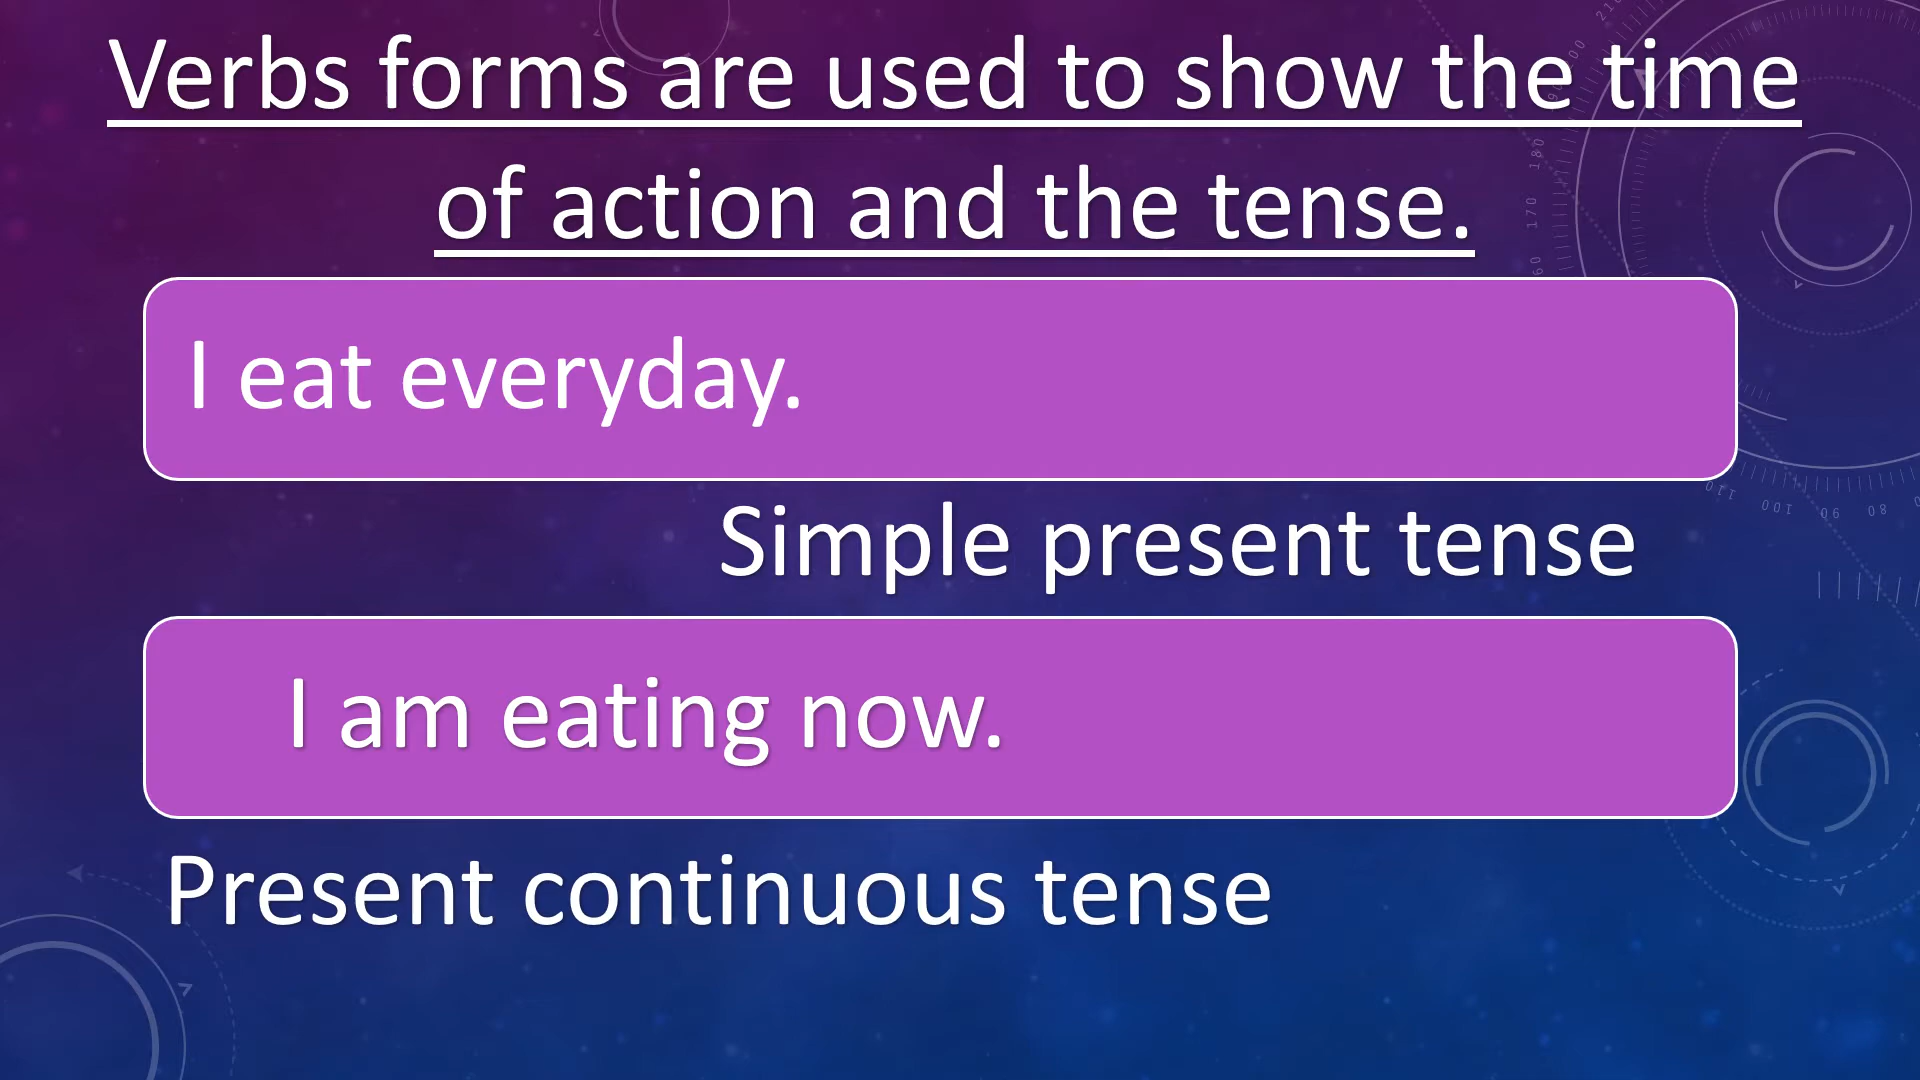 Verbs forms are used to show the time
of action and the tense.
I eat everyday.
Simple present tense
I am eating now.
Present continuous tense